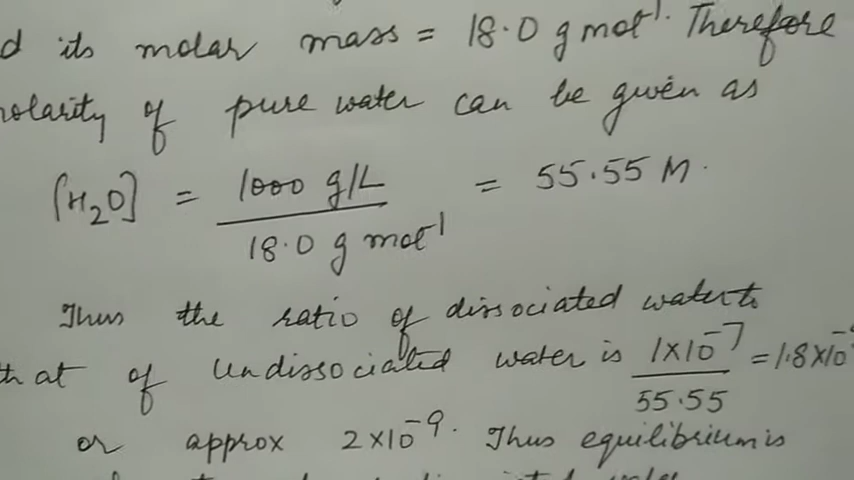 d its molar mass = 18.0 g mol⁻¹. Therefore
molarity of pure water can be given as
[H₂O] = 1000 g/L / 18.0 g mol⁻¹ = 55.55 M.
Thus the ratio of dissociated water to
that of undissociated water is 1×10⁻⁷ / 55.55 = 1.8×10⁻⁹
or approx 2×10⁻⁹. Thus equilibrium is